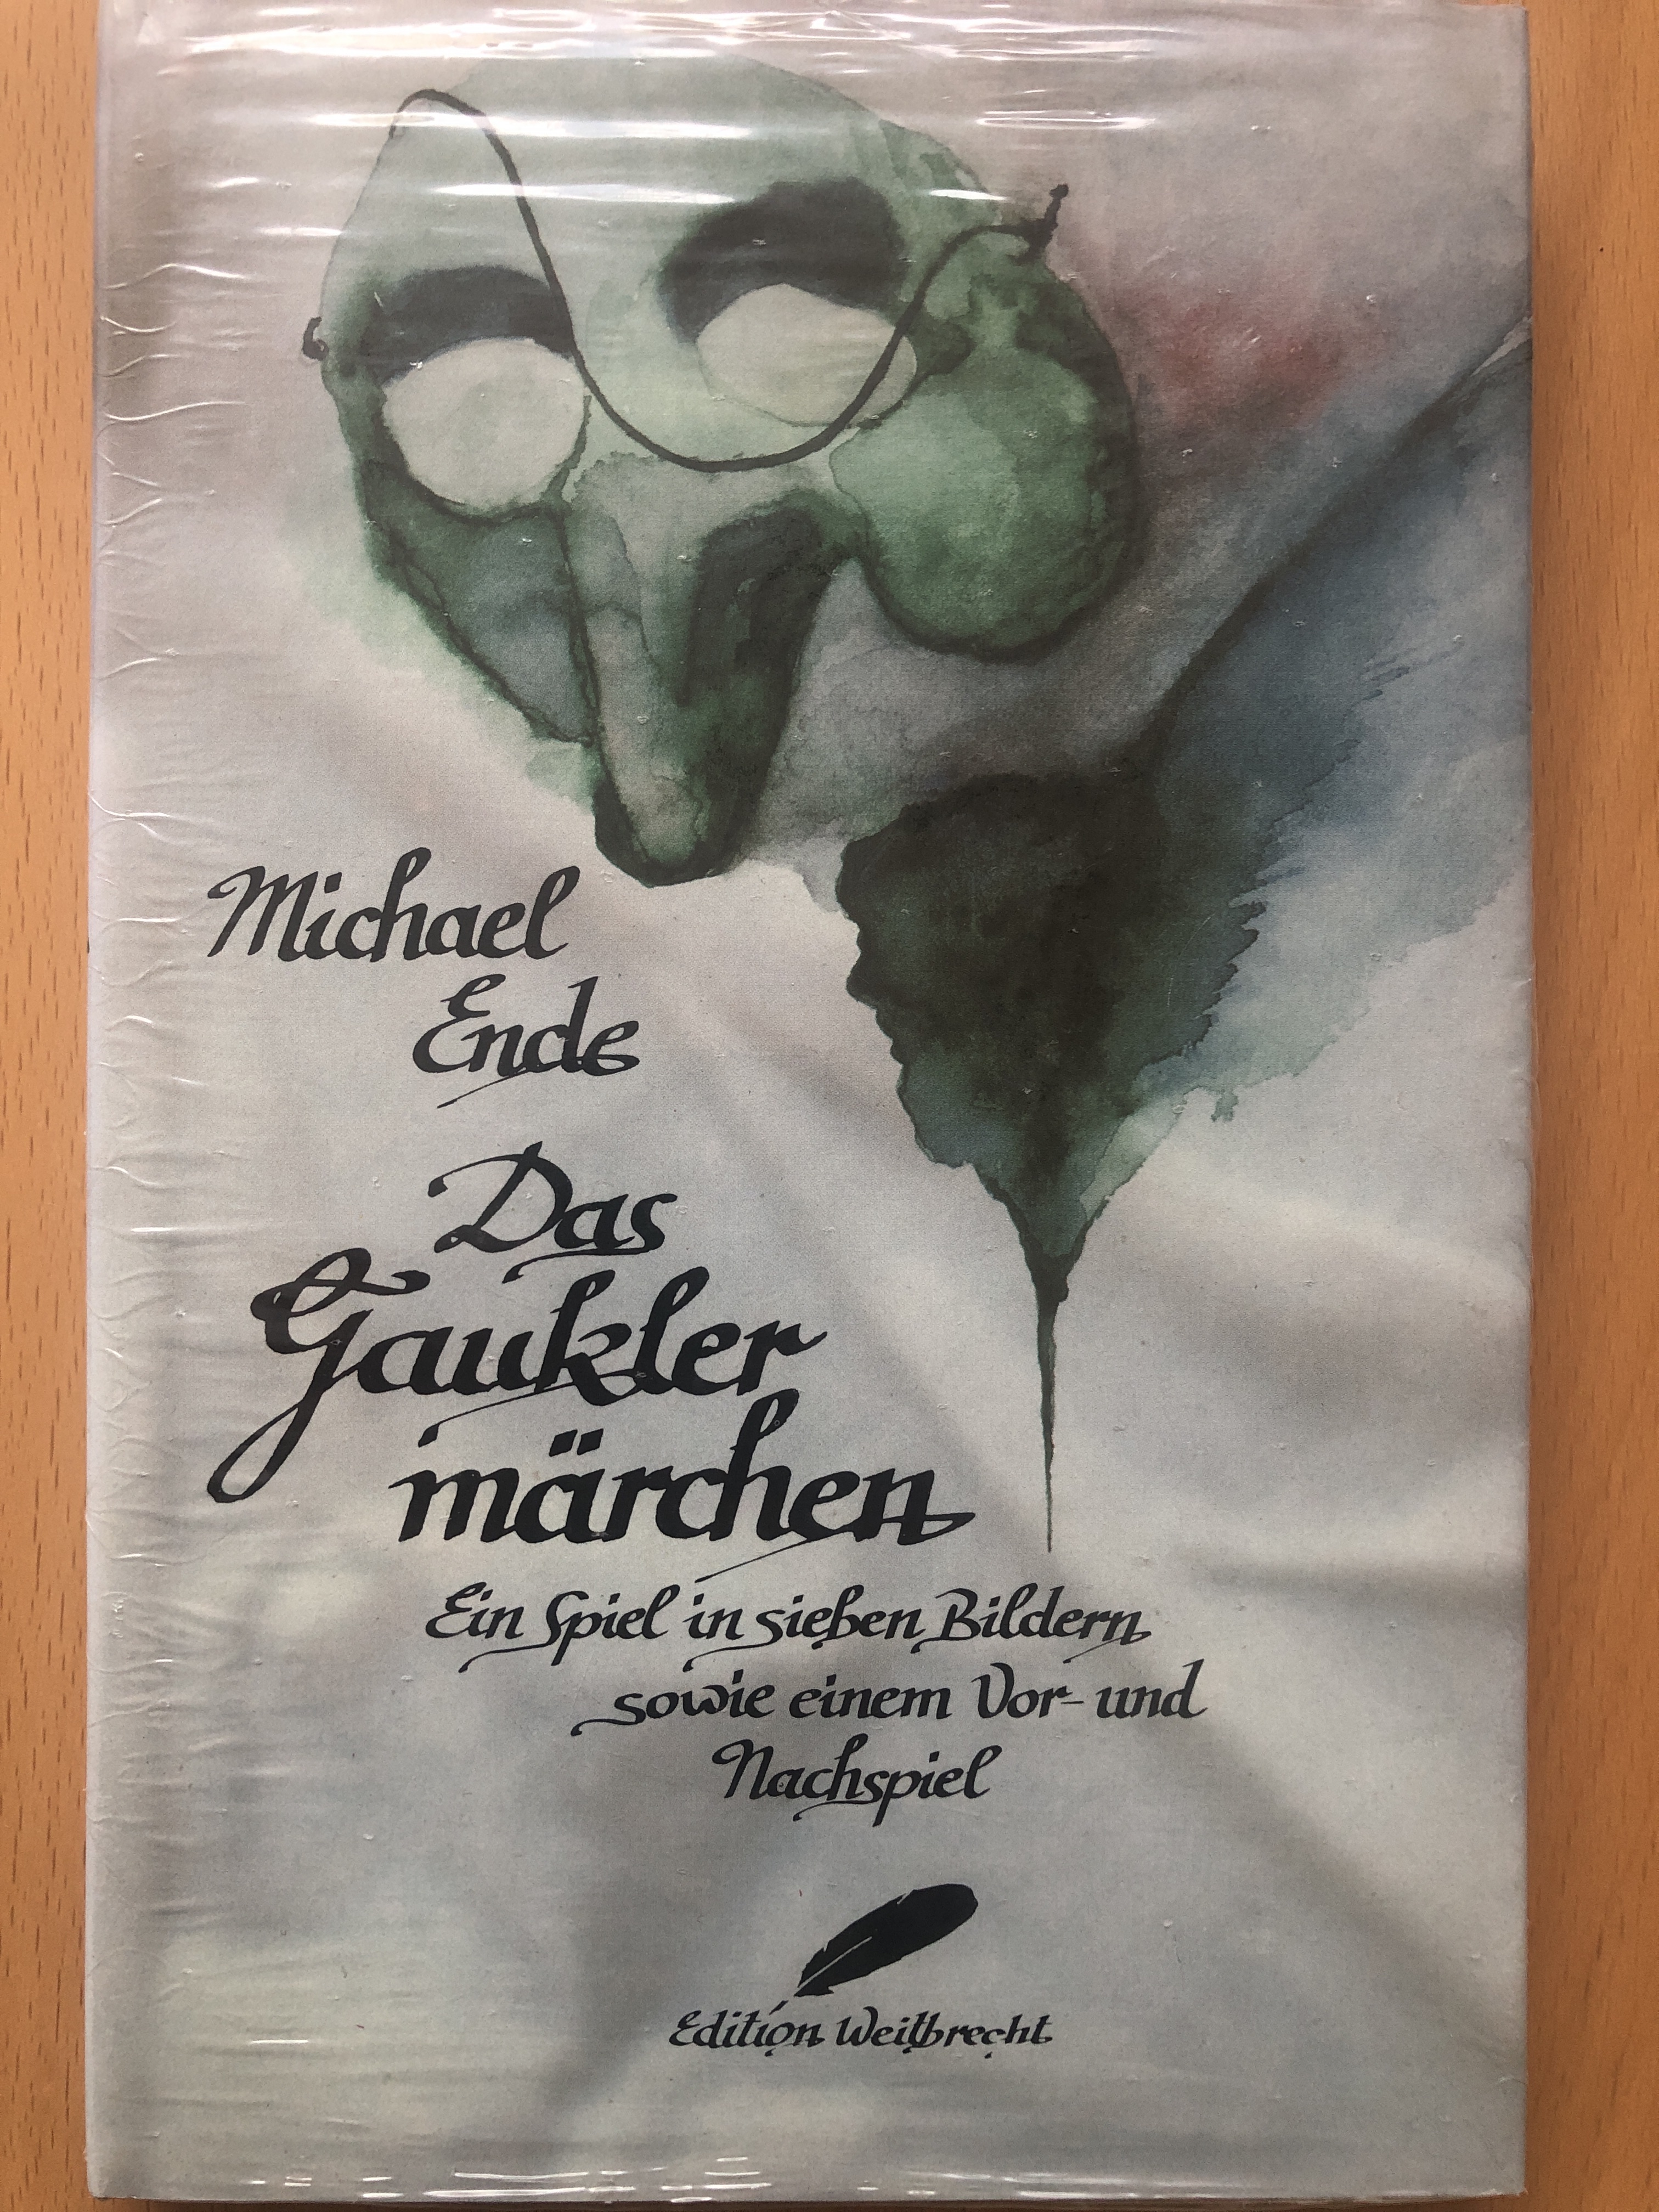 Michael
Ende
Das
Gaukler
märchen
Ein Spiel in sieben Bildern
sowie einem Vor- und
Nachspiel
Edition Weitbrecht